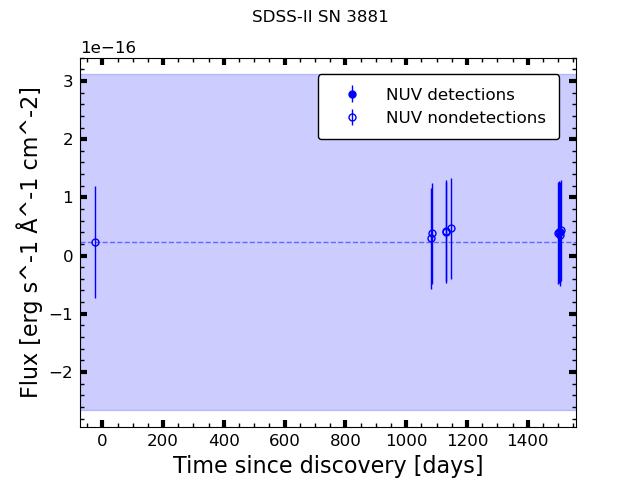 SDSS-II SN 3881
1e−16
NUV detections
NUV nondetections
3
2
1
0
−1
−2
Flux [erg s^-1 Å^-1 cm^-2]
0 200 400 600 800 1000 1200 1400
Time since discovery [days]